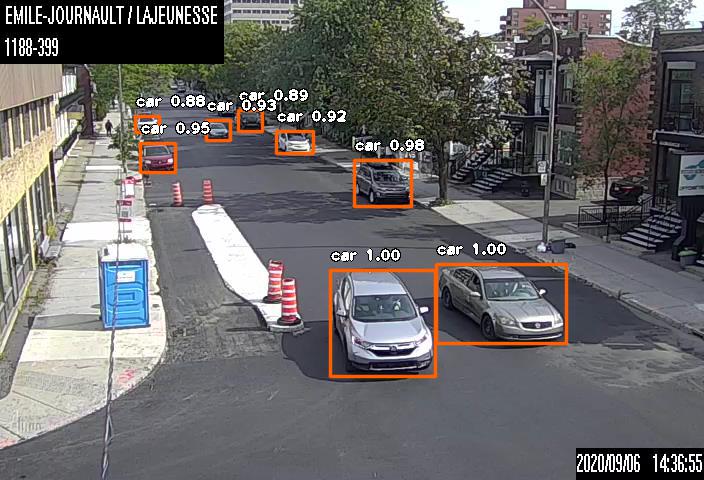 EMILE-JOURNAULT / LAJEUNESSE
1188-399
car 0.88
car 0.89
car 0.93
car 0.92
car 0.95
car 0.98
car 1.00
car 1.00
2020/09/06 14:36:55